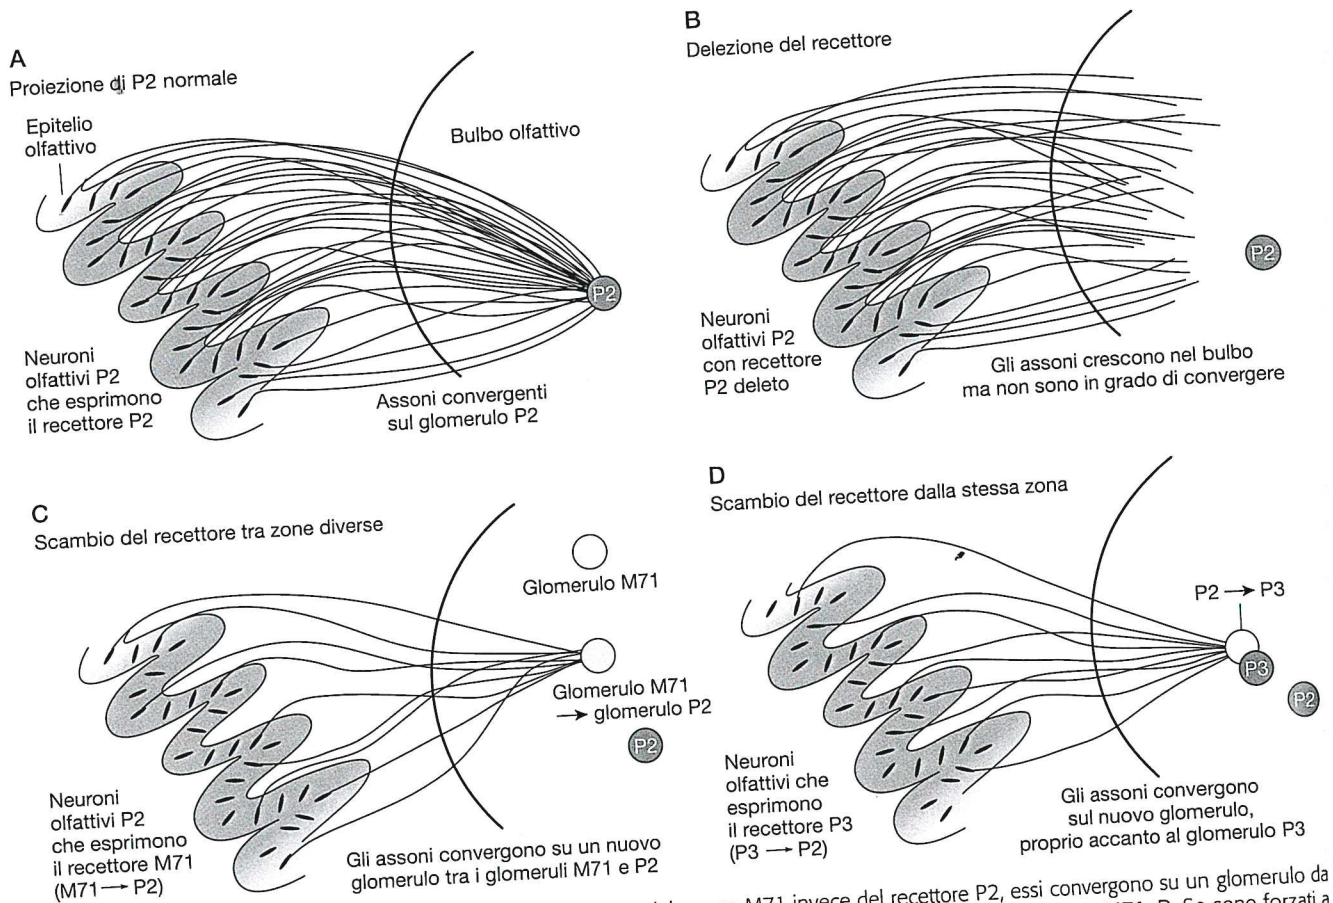 A
Proiezione di P2 normale
Epitelio
olfattivo
Bulbo olfattivo
P2
Neuroni
olfattivi P2
che esprimono
il recettore P2
Assoni convergenti
sul glomerulo P2
B
Delezione del recettore
P2
Neuroni
olfattivi P2
con recettore
P2 deleto
Gli assoni crescono nel bulbo
ma non sono in grado di convergere
C
Scambio del recettore tra zone diverse
Glomerulo M71
Glomerulo M71
→ glomerulo P2
P2
Neuroni
olfattivi P2
che esprimono
il recettore M71
(M71 → P2)
Gli assoni convergono su un nuovo
glomerulo tra i glomeruli M71 e P2
D
Scambio del recettore dalla stessa zona
P2 → P3
P3
P2
Neuroni
olfattivi che
esprimono
il recettore P3
(P3 → P2)
Gli assoni convergono
sul nuovo glomerulo,
proprio accanto al glomerulo P3
M71 invece del recettore P2, essi convergono su un glomerulo da